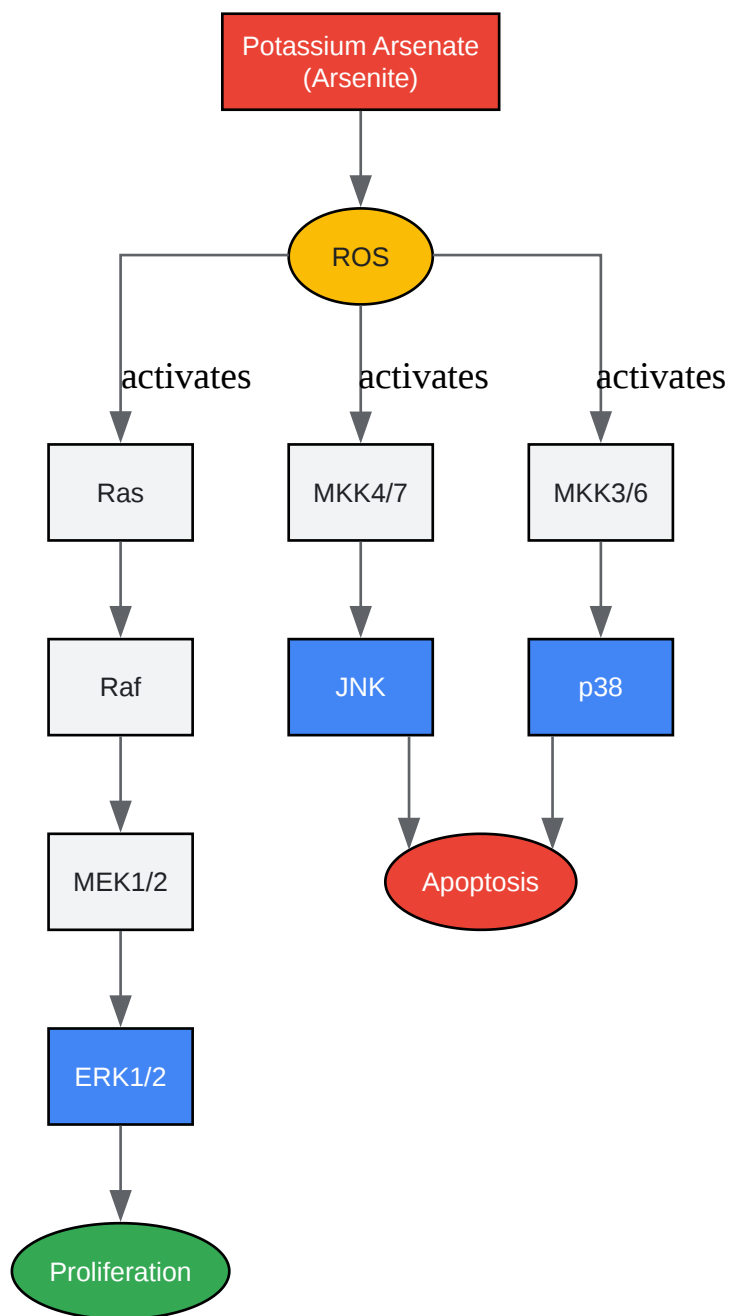 Potassium Arsenate
(Arsenite)
ROS
activates activates activates
Ras MKK4/7 MKK3/6
Raf JNK p38
MEK1/2 Apoptosis
ERK1/2
Proliferation